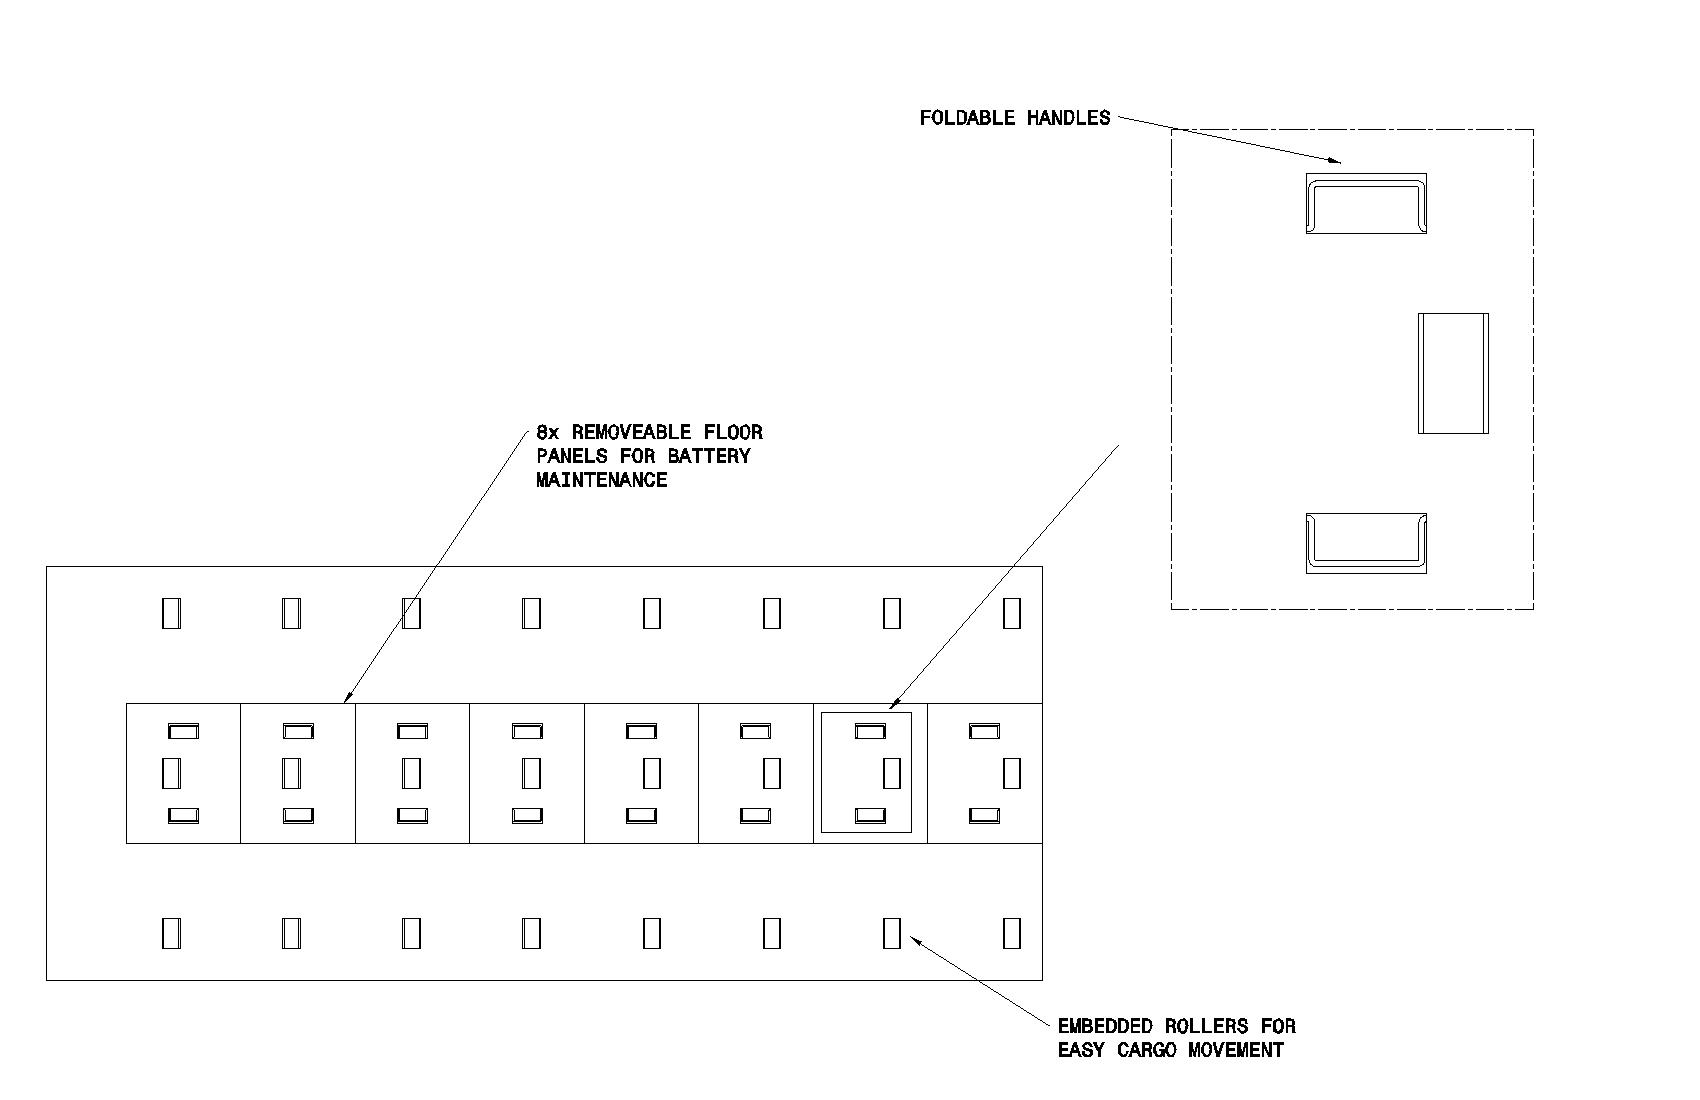 FOLDABLE HANDLES
8x REMOVEABLE FLOOR
PANELS FOR BATTERY
MAINTENANCE
EMBEDDED ROLLERS FOR
EASY CARGO MOVEMENT